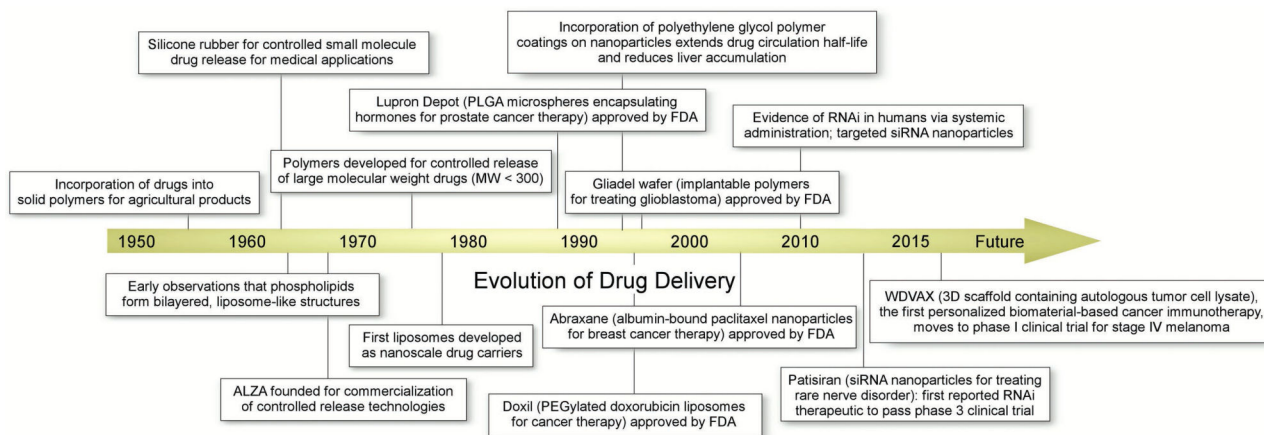 Incorporation of polyethylene glycol polymer
coatings on nanoparticles extends drug circulation half-life
and reduces liver accumulation
Silicone rubber for controlled small molecule
drug release for medical applications
Lupron Depot (PLGA microspheres encapsulating
hormones for prostate cancer therapy) approved by FDA
Evidence of RNAi in humans via systemic
administration; targeted siRNA nanoparticles
Polymers developed for controlled release
of large molecular weight drugs (MW < 300)
Incorporation of drugs into
solid polymers for agricultural products
Gliadel wafer (implantable polymers
for treating glioblastoma) approved by FDA
1950 1960 1970 1980 1990 2000 2010 2015 Future
Evolution of Drug Delivery
Early observations that phospholipids
form bilayered, liposome-like structures
WDVAX (3D scaffold containing autologous tumor cell lysate),
the first personalized biomaterial-based cancer immunotherapy,
moves to phase I clinical trial for stage IV melanoma
Abraxane (albumin-bound paclitaxel nanoparticles
for breast cancer therapy) approved by FDA
First liposomes developed
as nanoscale drug carriers
Patisiran (siRNA nanoparticles for treating
rare nerve disorder): first reported RNAi
therapeutic to pass phase 3 clinical trial
ALZA founded for commercialization
of controlled release technologies
Doxil (PEGylated doxorubicin liposomes
for cancer therapy) approved by FDA